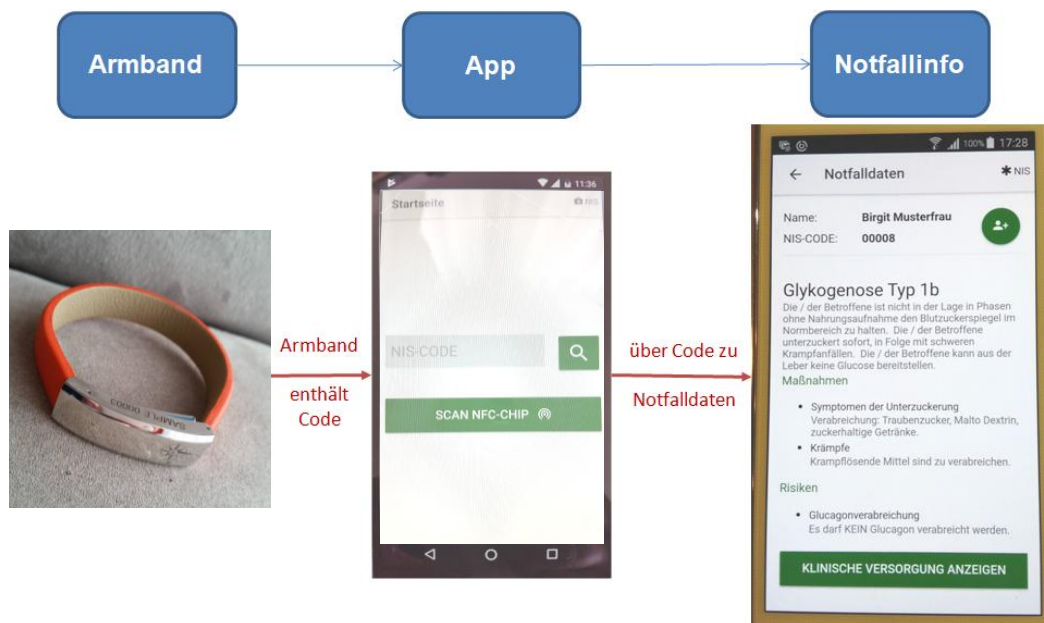 Armband
App
Notfallinfo
Armband
enthält
Code
11:36
Startseite
NIS
NIS-CODE
SCAN NFC-CHIP
über Code zu
Notfalldaten
100% 17:28
← Notfalldaten
NIS
Name: Birgit Musterfrau
NIS-CODE: 00008
Glykogenose Typ 1b
Die / der Betroffene ist nicht in der Lage in Phasen
ohne Nahrungsaufnahme den Blutzuckerspiegel im
Normbereich zu halten. Die / der Betroffene
unterzuckert sofort, in Folge mit schweren
Krampfanfällen. Die / der Betroffene kann aus der
Leber keine Glucose bereitstellen.
Maßnahmen
• Symptomen der Unterzuckerung
Verabreichung: Traubenzucker, Malto Dextrin,
zuckerhaltige Getränke.
• Krämpfe
Krampflösende Mittel sind zu verabreichen.
Risiken
• Glucagonverabreichung
Es darf KEIN Glucagon verabreicht werden.
KLINISCHE VERSORGUNG ANZEIGEN
SAMPLE 00003